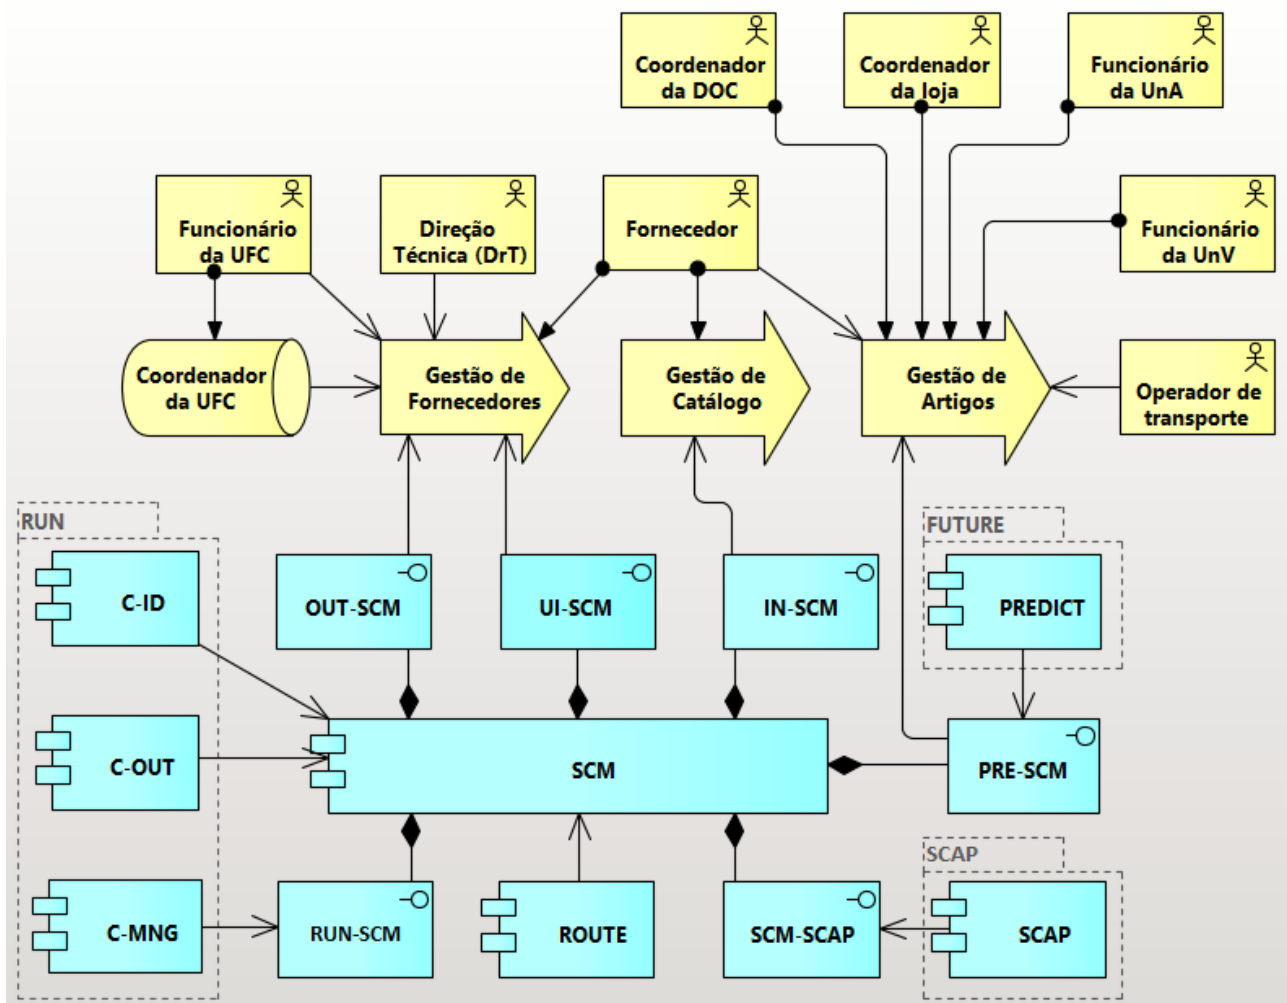 Coordenador
da DOC
Coordenador
da loja
Funcionário
da UnA
Funcionário
da UFC
Direção
Técnica (DrT)
Fornecedor
Funcionário
da UnV
Coordenador
da UFC
Gestão de
Fornecedores
Gestão de
Catálogo
Gestão de
Artigos
Operador de
transporte
RUN
FUTURE
C-ID
OUT-SCM
UI-SCM
IN-SCM
PREDICT
C-OUT
SCM
PRE-SCM
SCAP
C-MNG
RUN-SCM
ROUTE
SCM-SCAP
SCAP